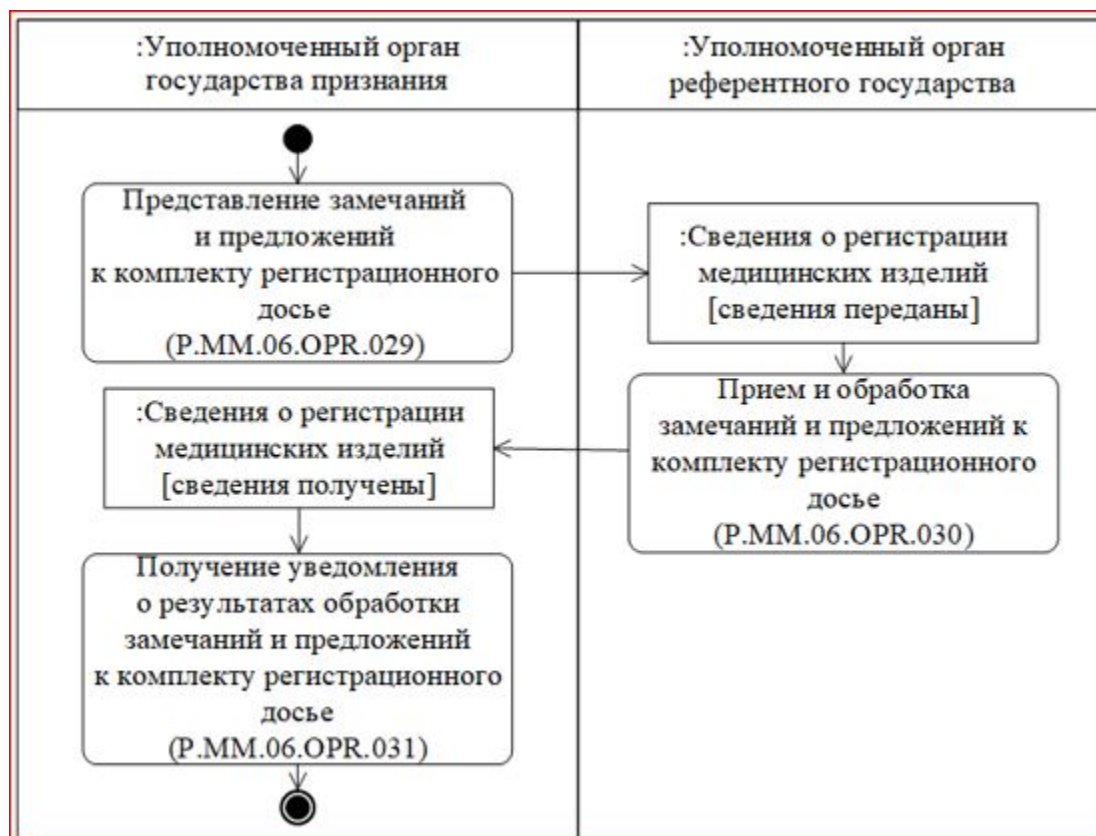 :Уполномоченный орган
государства признания
:Уполномоченный орган
референтного государства
Представление замечаний
и предложений
к комплекту регистрационного
досье
(P.MM.06.OPR.029)
:Сведения о регистрации
медицинских изделий
[сведения переданы]
Прием и обработка
замечаний и предложений к
комплекту регистрационного
досье
(P.MM.06.OPR.030)
:Сведения о регистрации
медицинских изделий
[сведения получены]
Получение уведомления
о результатах обработки
замечаний и предложений
к комплекту регистрационного
досье
(P.MM.06.OPR.031)